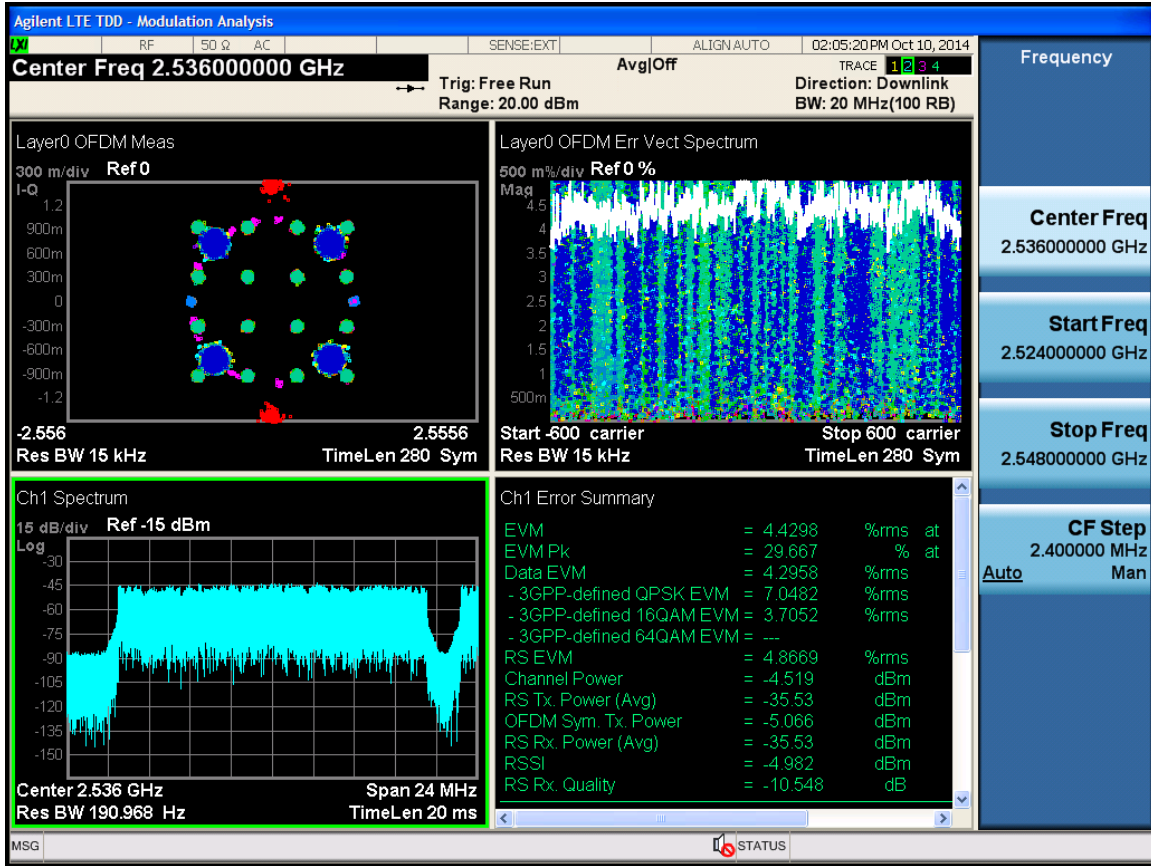 Agilent LTE TDD - Modulation Analysis
LXI RF 50 Ω AC SENSE:EXT ALIGN AUTO 02:05:20 PM Oct 10, 2014
Center Freq 2.536000000 GHz
Avg|Off
TRACE 1 2 3 4
Trig: Free Run
Direction: Downlink
Range: 20.00 dBm
BW: 20 MHz(100 RB)
Layer0 OFDM Meas
300 m/div Ref 0
I-Q
1.2
900m
600m
300m
0
-300m
-600m
-900m
-1.2
-2.556 2.5556
Res BW 15 kHz TimeLen 280 Sym
Layer0 OFDM Err Vect Spectrum
500 m%/div Ref 0 %
Mag
4.5
4
3.5
3
2.5
2
1.5
1
500m
Start -600 carrier Stop 600 carrier
Res BW 15 kHz TimeLen 280 Sym
Ch1 Spectrum
15 dB/div Ref -15 dBm
Log
-30
-45
-60
-75
-90
-105
-120
-135
-150
Center 2.536 GHz Span 24 MHz
Res BW 190.968 Hz TimeLen 20 ms
Ch1 Error Summary
EVM = 4.4298 %rms at
EVM Pk = 29.667 % at
Data EVM = 4.2958 %rms
- 3GPP-defined QPSK EVM = 7.0482 %rms
- 3GPP-defined 16QAM EVM = 3.7052 %rms
- 3GPP-defined 64QAM EVM = ---
RS EVM = 4.8669 %rms
Channel Power = -4.519 dBm
RS Tx. Power (Avg) = -35.53 dBm
OFDM Sym. Tx. Power = -5.066 dBm
RS Rx. Power (Avg) = -35.53 dBm
RSSI = -4.982 dBm
RS Rx. Quality = -10.548 dB
Frequency
Center Freq
2.536000000 GHz
Start Freq
2.524000000 GHz
Stop Freq
2.548000000 GHz
CF Step
2.400000 MHz
Auto Man
MSG STATUS